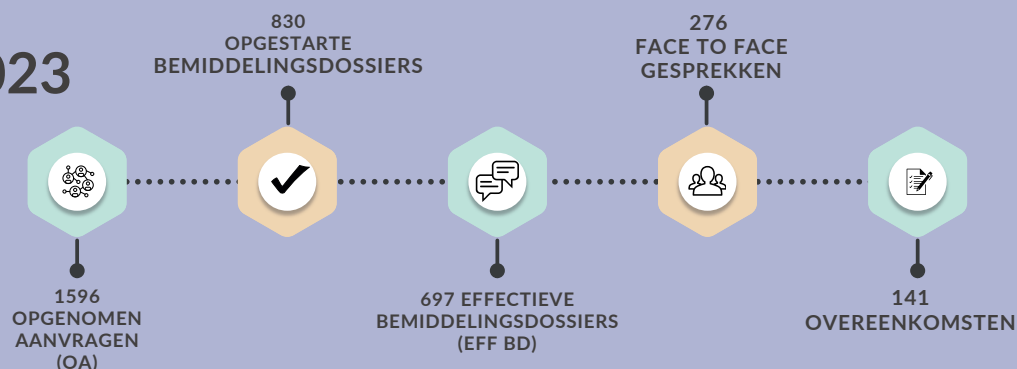 023
1596
OPGENOMEN
AANVRAGEN
(OA)
830
OPGESTARTE
BEMIDDELINGSDOSSIERS
697 EFFECTIEVE
BEMIDDELINGSDOSSIERS
(EFF BD)
276
FACE TO FACE
GESPREKKEN
141
OVEREENKOMSTEN